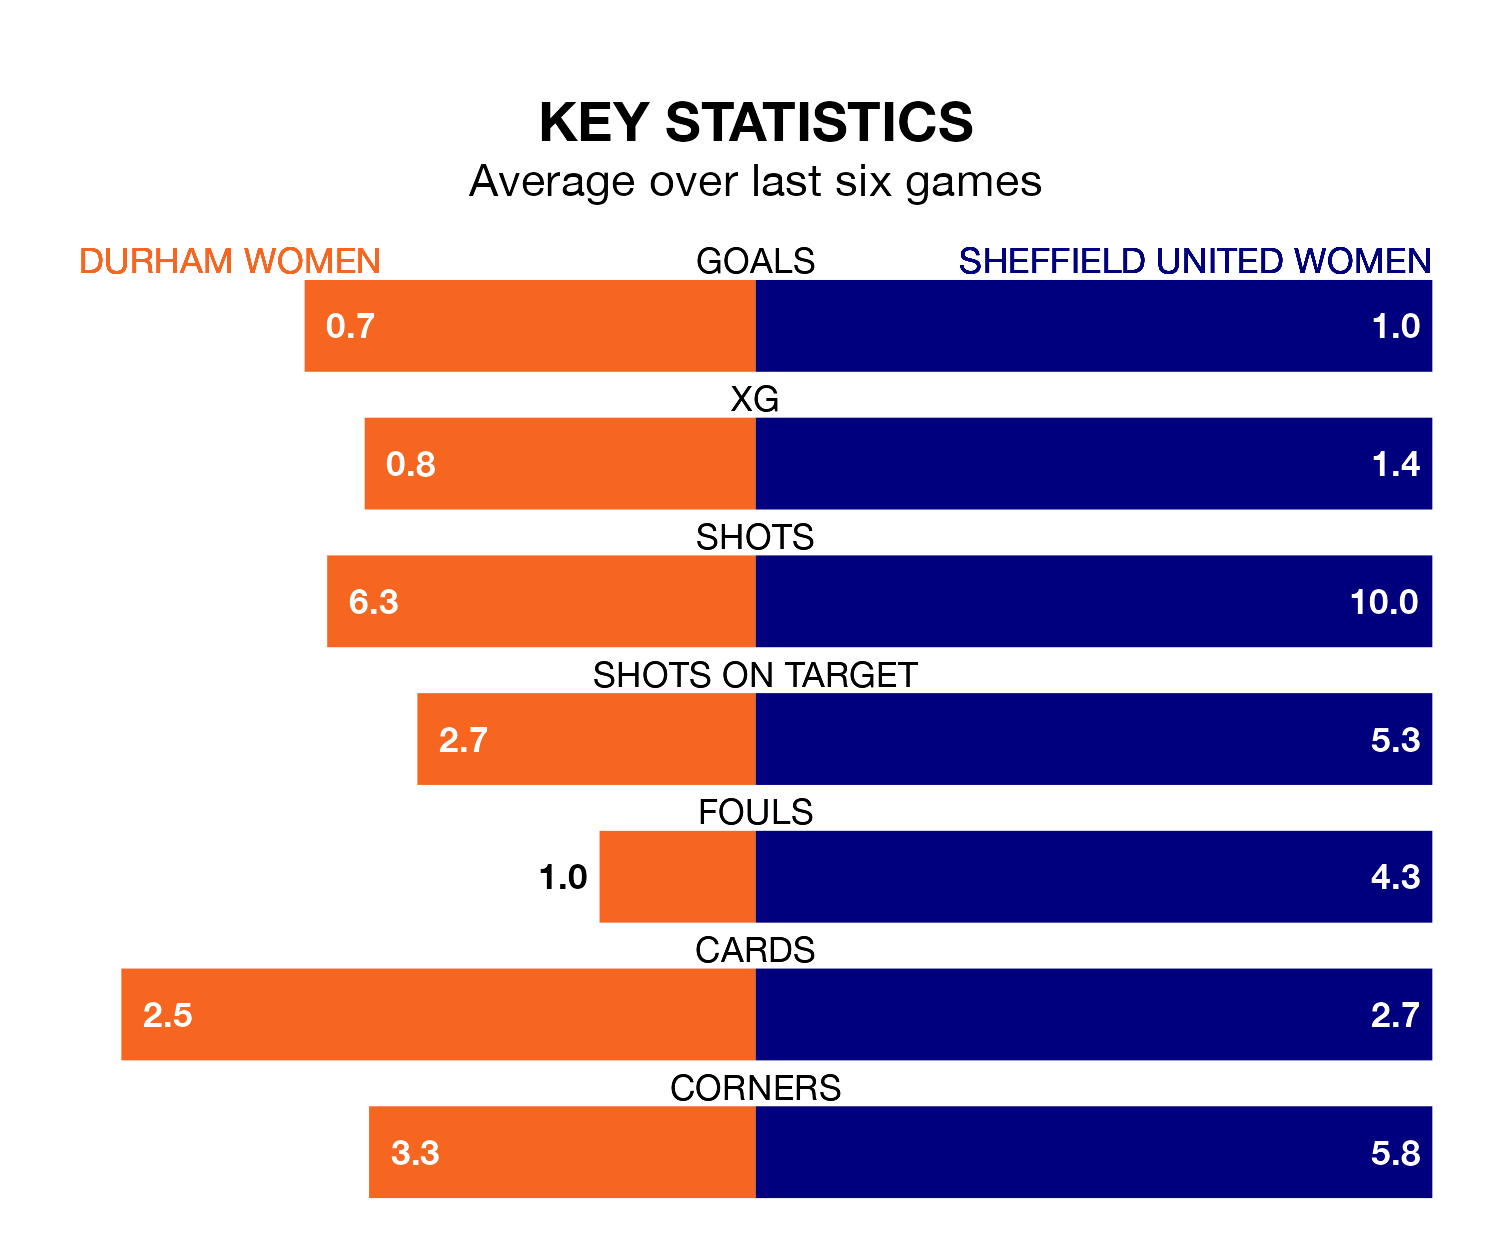 KEY STATISTICS
Average over last six games
DURHAM WOMEN GOALS SHEFFIELD UNITED WOMEN
0.7 1.0
XG
0.8 1.4
SHOTS
6.3 10.0
SHOTS ON TARGET
2.7 5.3
FOULS
1.0 4.3
CARDS
2.5 2.7
CORNERS
3.3 5.8